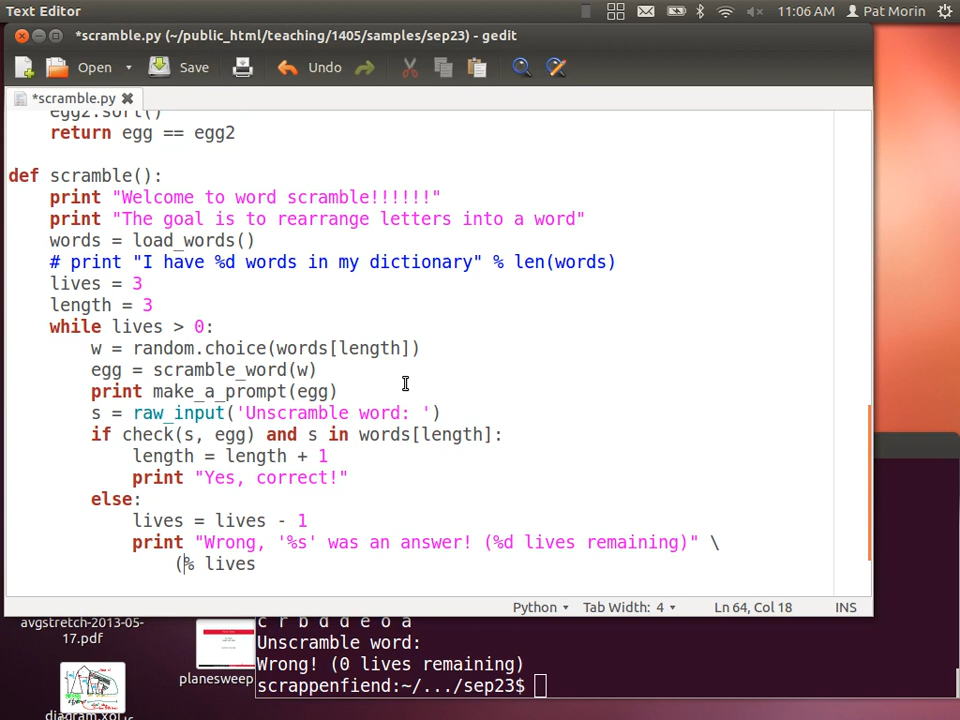 Text Editor
11:06 AM
Pat Morin
*scramble.py (~/public_html/teaching/1405/samples/sep23) - gedit
Open
Save
Undo
*scramble.py
egg2.sort()
return egg == egg2
def scramble():
print "Welcome to word scramble!!!!!!"
print "The goal is to rearrange letters into a word"
words = load_words()
# print "I have %d words in my dictionary" % len(words)
lives = 3
length = 3
while lives > 0:
w = random.choice(words[length])
egg = scramble_word(w)
print make_a_prompt(egg)
s = raw_input('Unscramble word: ')
if check(s, egg) and s in words[length]:
length = length + 1
print "Yes, correct!"
else:
lives = lives - 1
print "Wrong, '%s' was an answer! (%d lives remaining)" \
(% lives
Python
Tab Width: 4
Ln 64, Col 18
INS
avgstretch-2013-05-
17.pdf
planesweep
diagram.xoj
c r b d d e o a
Unscramble word:
Wrong! (0 lives remaining)
scrappenfiend:~/.../sep23$